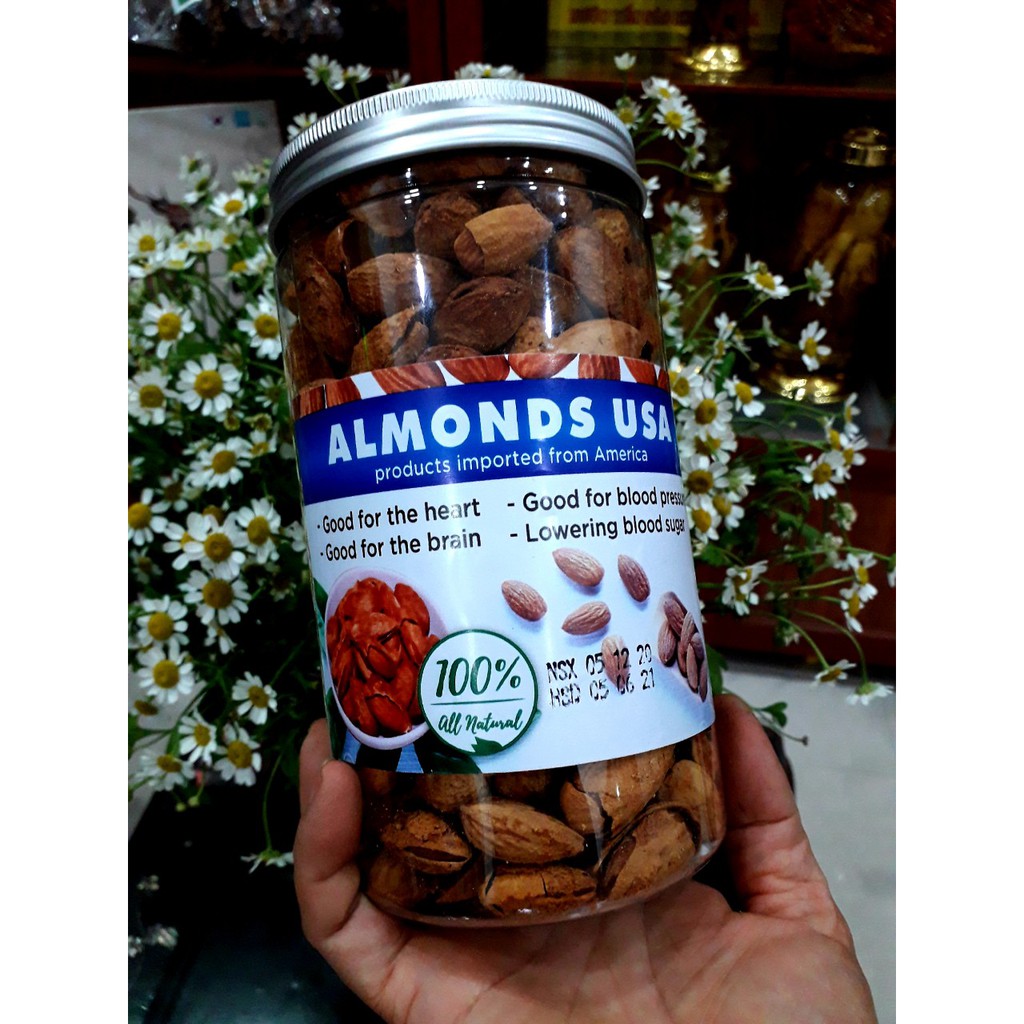 ALMONDS USA
products imported from America
- Good for the heart
- Good for the brain
- Good for blood
- Lowering blood sugar
100%
All Natural
NSX 05 12 20
HSD 05 06 21